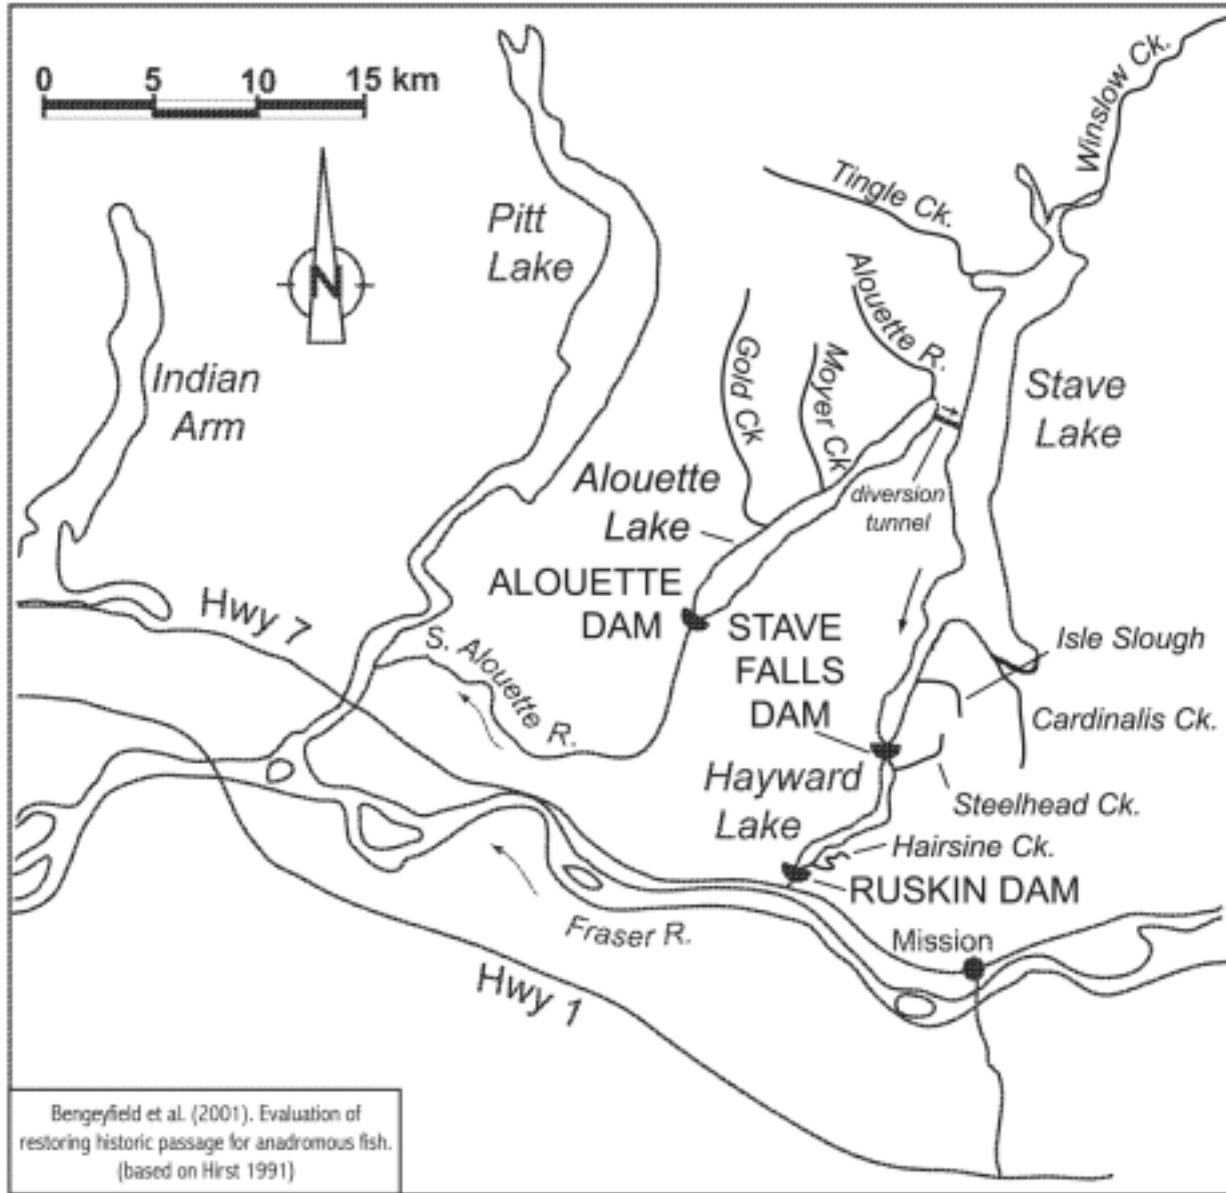 0 5 10 15 km
N
Indian
Arm
Pitt
Lake
Winslow Ck.
Tingle Ck.
Alouette R.
Gold Ck
Moyer Ck
Stave
Lake
diversion
tunnel
Alouette
Lake
ALOUETTE
DAM
STAVE
FALLS
DAM
Hwy 7
S. Alouette R.
Isle Slough
Cardinalis Ck.
Hayward
Lake
Steelhead Ck.
Hairsine Ck.
RUSKIN DAM
Mission
Fraser R.
Hwy 1
Bengeyfield et al. (2001). Evaluation of
restoring historic passage for anadromous fish.
(based on Hirst 1991)